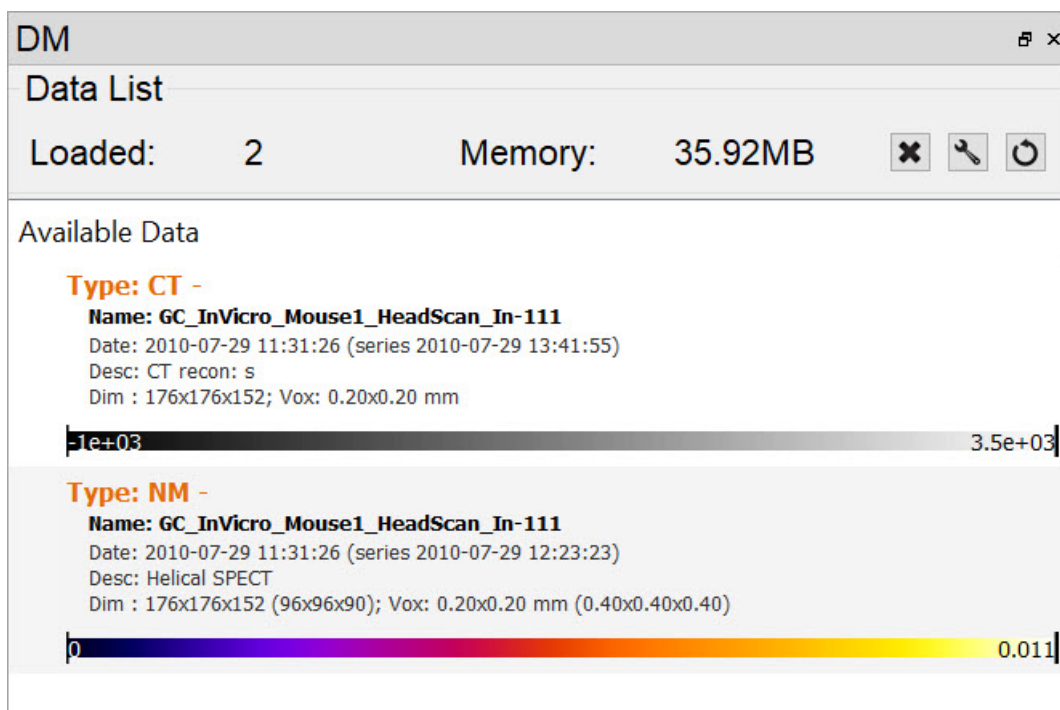 DM
Data List
Loaded: 2 Memory: 35.92MB
Available Data
Type: CT -
Name: GC_InVicro_Mouse1_HeadScan_In-111
Date: 2010-07-29 11:31:26 (series 2010-07-29 13:41:55)
Desc: CT recon: s
Dim : 176x176x152; Vox: 0.20x0.20 mm
-1e+03 3.5e+03
Type: NM -
Name: GC_InVicro_Mouse1_HeadScan_In-111
Date: 2010-07-29 11:31:26 (series 2010-07-29 12:23:23)
Desc: Helical SPECT
Dim : 176x176x152 (96x96x90); Vox: 0.20x0.20 mm (0.40x0.40x0.40)
0 0.011